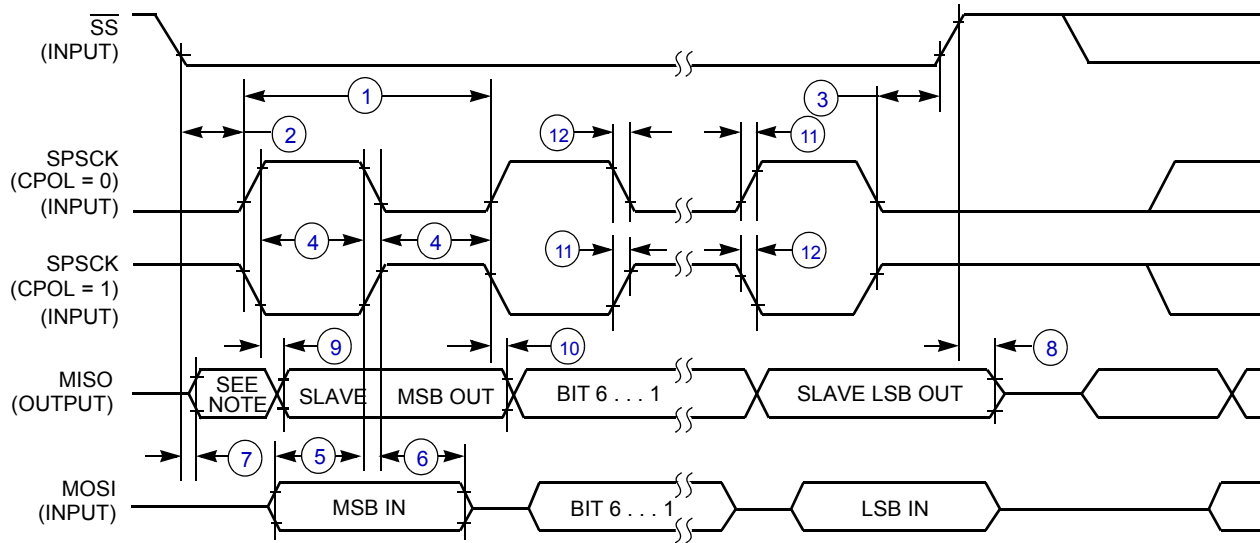 SS
(INPUT)
1
3
2
12
11
SPSCK
(CPOL = 0)
(INPUT)
4
4
11
12
SPSCK
(CPOL = 1)
(INPUT)
9
10
8
MISO
(OUTPUT)
SEE
NOTE
SLAVE
MSB OUT
BIT 6 . . . 1
SLAVE LSB OUT
7
5
6
MOSI
(INPUT)
MSB IN
BIT 6 . . . 1
LSB IN